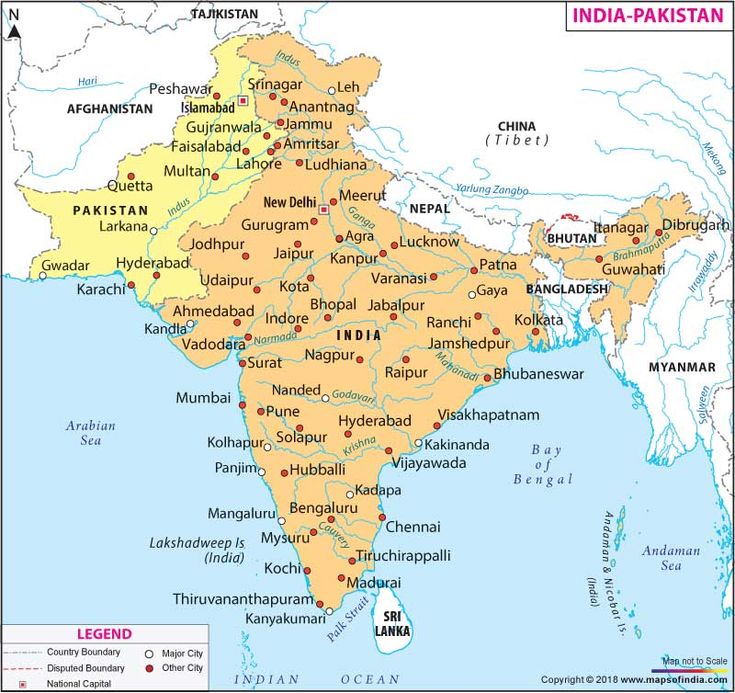 INDIA-PAKISTAN
N
TAJIKISTAN
Hari
AFGHANISTAN
Peshawar
Islamabad
Srinagar
Indus
Leh
Anantnag
Gujranwala
Jammu
Faisalabad
Amritsar
Lahore
Ludhiana
Multan
Quetta
PAKISTAN
Indus
Larkana
Gwadar
Hyderabad
Karachi
CHINA
(Tibet)
Mekong
Yarlung Zangbo
New Delhi
Meerut
NEPAL
Ganga
Gurugram
Agra
Lucknow
Jodhpur
Jaipur
Kanpur
BHUTAN
Itanagar
Dibrugarh
Brahmaputra
Guwahati
Irrawaddy
Udaipur
Kota
Varanasi
Patna
Gaya
BANGLADESH
Ahmedabad
Bhopal
Jabalpur
Kandla
Indore
INDIA
Ranchi
Kolkata
Vadodara
Narmada
Jamshedpur
Surat
Nagpur
Raipur
Mahanadi
Bhubaneswar
MYANMAR
Salween
Mumbai
Nanded
Godavari
Pune
Arabian
Sea
Solapur
Hyderabad
Visakhapatnam
Kolhapur
Krishna
Kakinanda
Bay
of
Bengal
Panjim
Hubballi
Vijayawada
Kadapa
Bengaluru
Mangaluru
Chennai
Mysuru
Cauvery
Lakshadweep Is
(India)
Tiruchirappalli
Kochi
Madurai
Andaman & Nicobar Is.
(India)
Andaman
Sea
Thiruvananthapuram
Kanyakumari
Palk Strait
SRI
LANKA
INDIAN OCEAN
LEGEND
Country Boundary
Major City
Disputed Boundary
Other City
National Capital
Map not to Scale
Copyright © 2018 www.mapsofindia.com